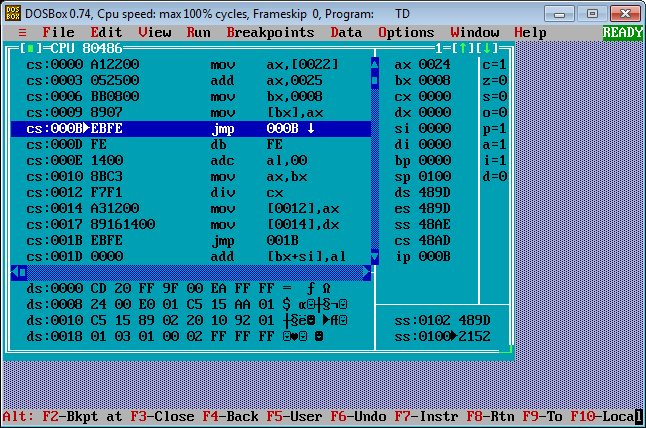 DOSBox 0.74, Cpu speed: max 100% cycles, Frameskip 0, Program: TD
≡ File Edit View Run Breakpoints Data Options Window Help READY
[■]=CPU 80486 1=[↑][↓]
cs:0000 A12200 mov ax,[0022] ax 0024 c=1
cs:0003 052500 add ax,0025 bx 0008 z=0
cs:0006 BB0800 mov bx,0008 cx 0000 s=0
cs:0009 8907 mov [bx],ax dx 0000 o=0
cs:000B►EBFE jmp 000B ↓ si 0000 p=1
cs:000D FE db FE di 0000 a=1
cs:000E 1400 adc al,00 bp 0000 i=1
cs:0010 8BC3 mov ax,bx sp 0100 d=0
cs:0012 F7F1 div cx ds 489D
cs:0014 A31200 mov [0012],ax es 489D
cs:0017 89161400 mov [0014],dx ss 48AE
cs:001B EBFE jmp 001B cs 48AD
cs:001D 0000 add [bx+si],al ip 000B
ds:0000 CD 20 FF 9F 00 EA FF FF = ƒ Ω
ds:0008 24 00 E0 01 C5 15 AA 01 $ α☺┼§¬☺
ds:0010 C5 15 89 02 20 10 92 01 ┼§ë☻ ►Æ☺ ss:0102 489D
ds:0018 01 03 01 00 02 FF FF FF ☺♥☺ ☻ ss:0100►2152
Alt: F2-Bkpt at F3-Close F4-Back F5-User F6-Undo F7-Instr F8-Rtn F9-To F10-Local